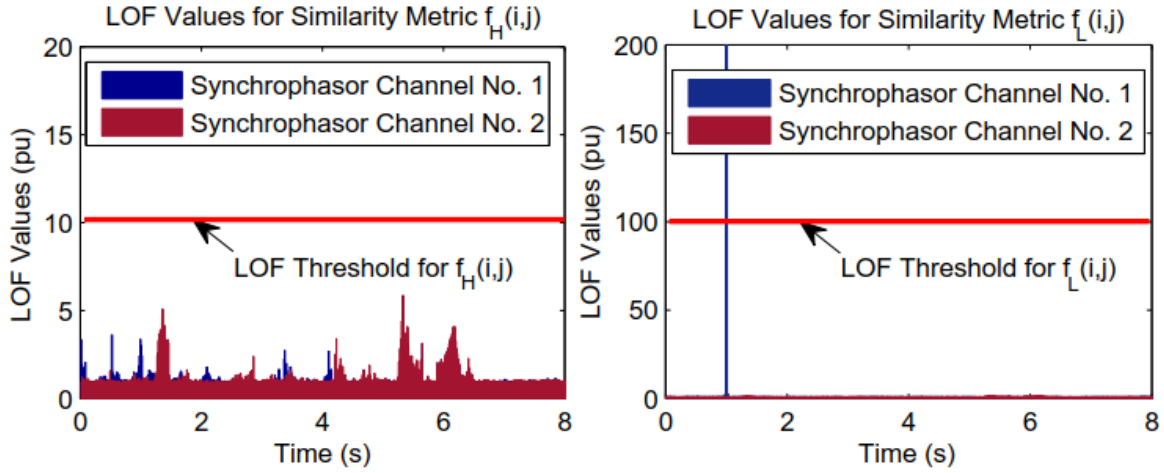 LOF Values for Similarity Metric f_H(i,j)
20
15
10
5
0
LOF Values (pu)
Synchrophasor Channel No. 1
Synchrophasor Channel No. 2
LOF Threshold for f_H(i,j)
0 2 4 6 8
Time (s)
LOF Values for Similarity Metric f_L(i,j)
200
150
100
50
0
LOF Values (pu)
Synchrophasor Channel No. 1
Synchrophasor Channel No. 2
LOF Threshold for f_L(i,j)
0 2 4 6 8
Time (s)